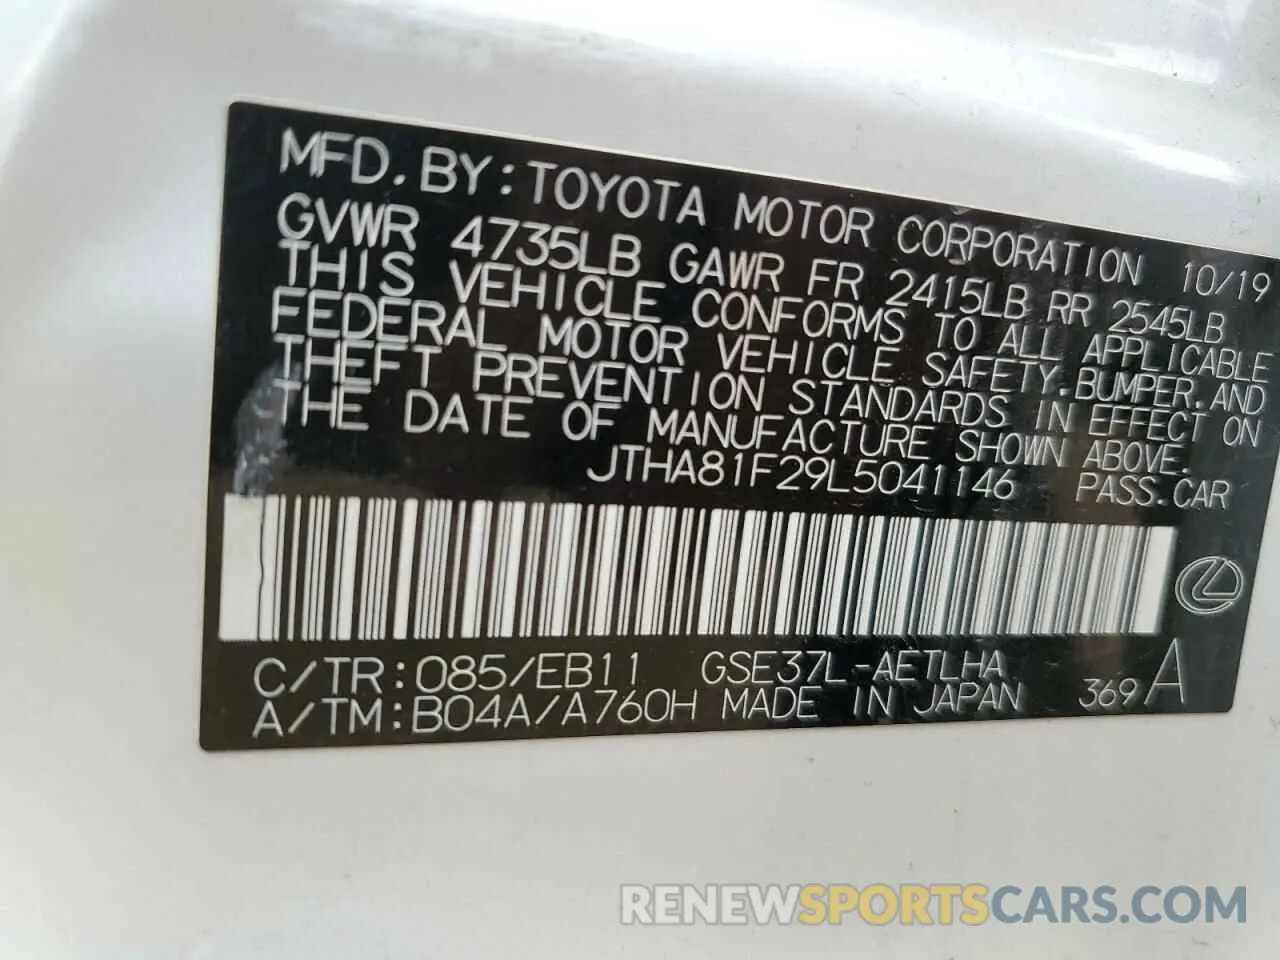 MFD. BY: TOYOTA MOTOR CORPORATION 10/19
GVWR 4735LB GAWR FR 2415LB RR 2545LB
THIS VEHICLE CONFORMS TO ALL APPLICABLE
FEDERAL MOTOR VEHICLE SAFETY, BUMPER, AND
THEFT PREVENTION STANDARDS IN EFFECT ON
THE DATE OF MANUFACTURE SHOWN ABOVE.
JTHA81F29L5041146 PASS. CAR
C/TR: 085/EB11 GSE37L-AETLHA
A/TM: B04A/A760H MADE IN JAPAN 369 A
RENEWSPORTSCARS.COM